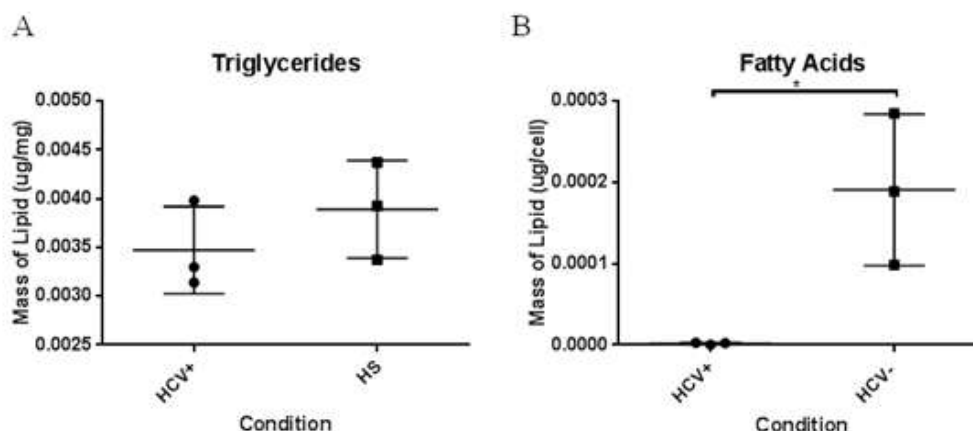 A
Triglycerides
Mass of Lipid (ug/mg)
0.0050
0.0045
0.0040
0.0035
0.0030
0.0025
HCV+
HS
Condition
B
Fatty Acids
*
Mass of Lipid (ug/cell)
0.0003
0.0002
0.0001
0.0000
HCV+
HCV-
Condition